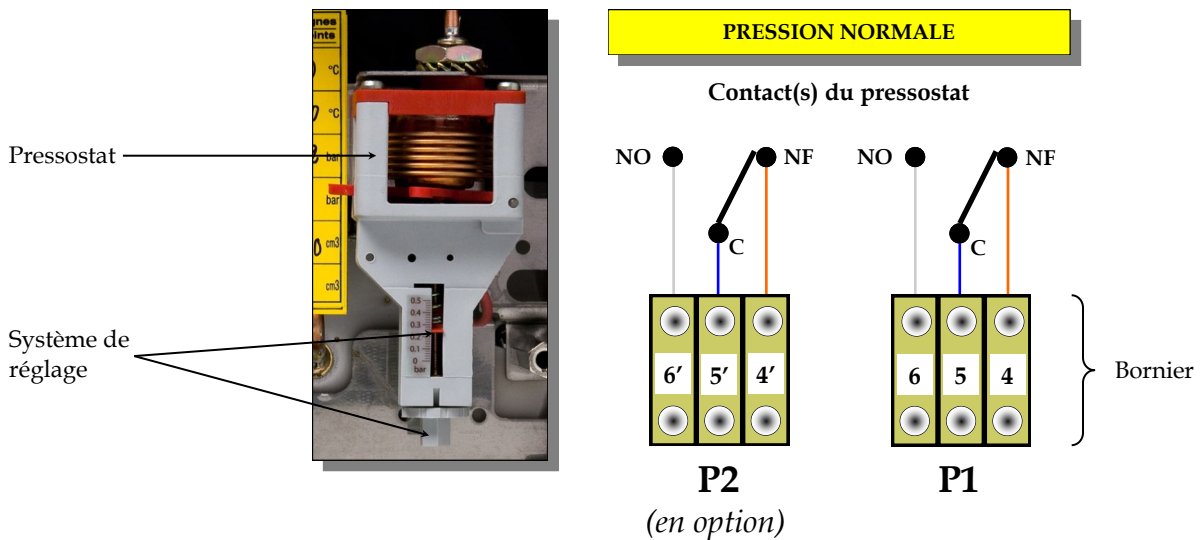 Pressostat
Système de
réglage
gnes
oints
°C
°C
bar
bar
cm3
cm3
0.5
0.4
0.3
0.2
0.1
0
bar
PRESSION NORMALE
Contact(s) du pressostat
NO
NF
C
NO
NF
C
6′
5′
4′
6
5
4
Bornier
P2
(en option)
P1